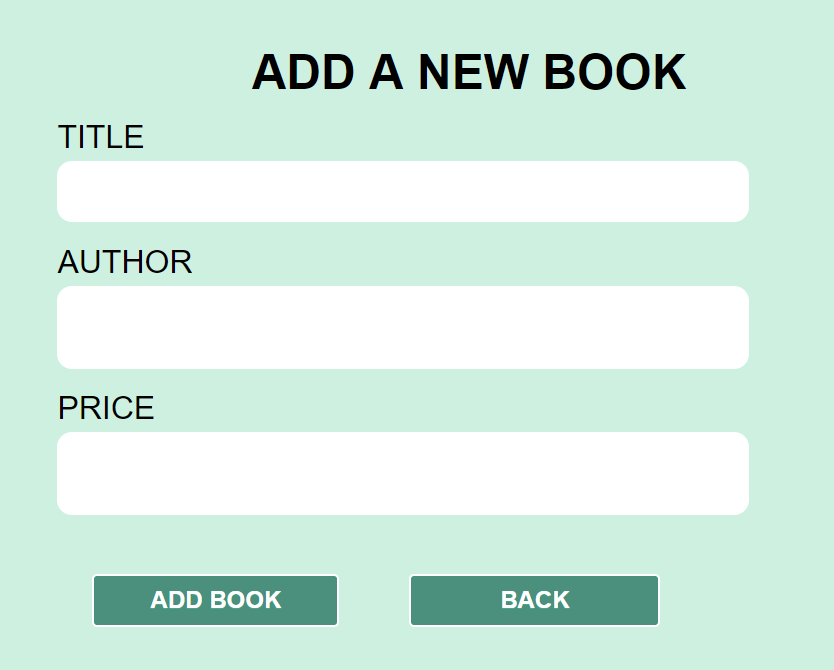 ADD A NEW BOOK
TITLE
AUTHOR
PRICE
ADD BOOK
BACK